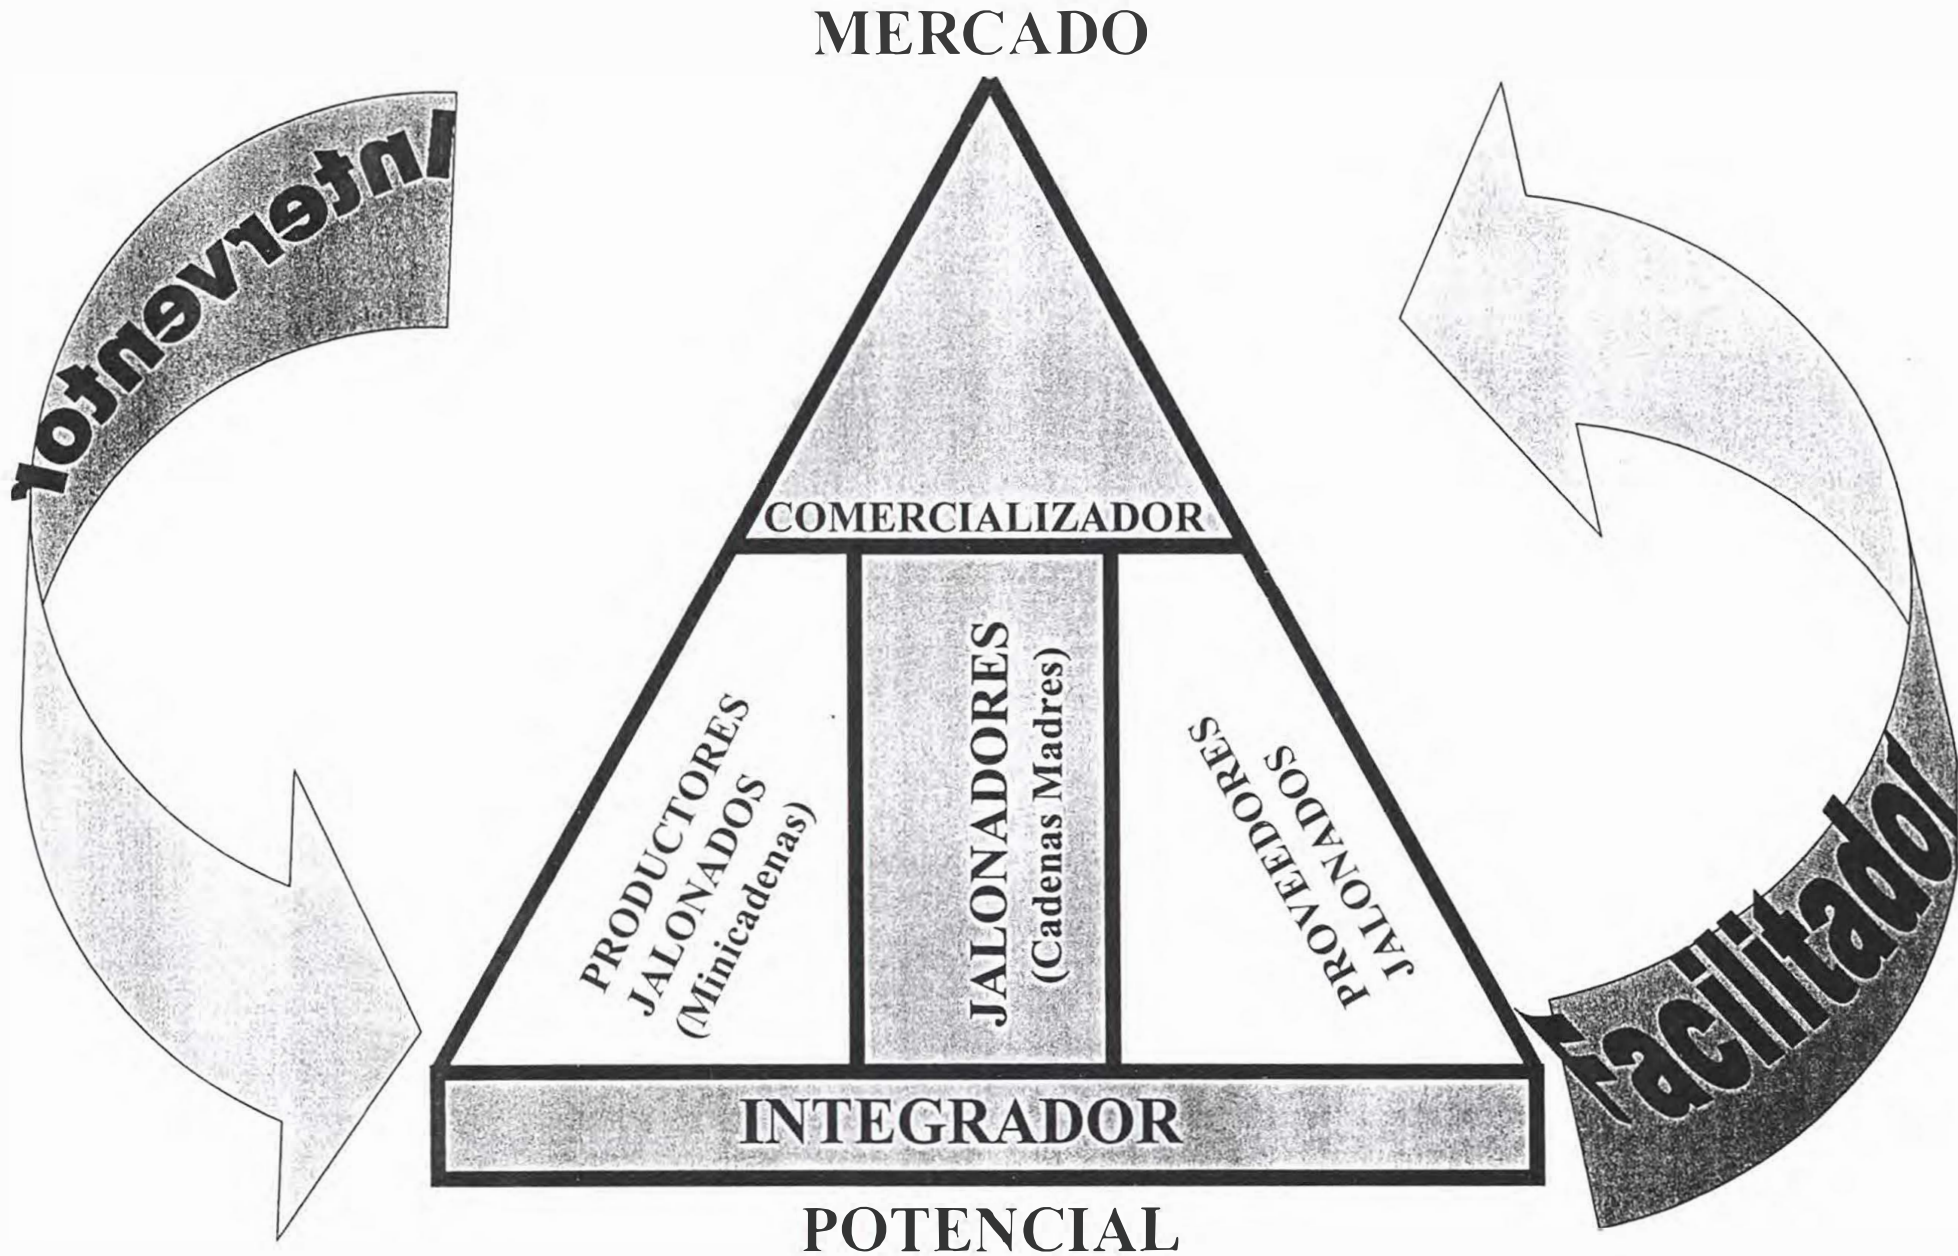 MERCADO
Interventor
COMERCIALIZADOR
PRODUCTORES
JALONADOS
(Minicadenas)
JALONADORES
(Cadenas Madres)
PROVEEDORES
JALONADOS
Facilitador
INTEGRADOR
POTENCIAL